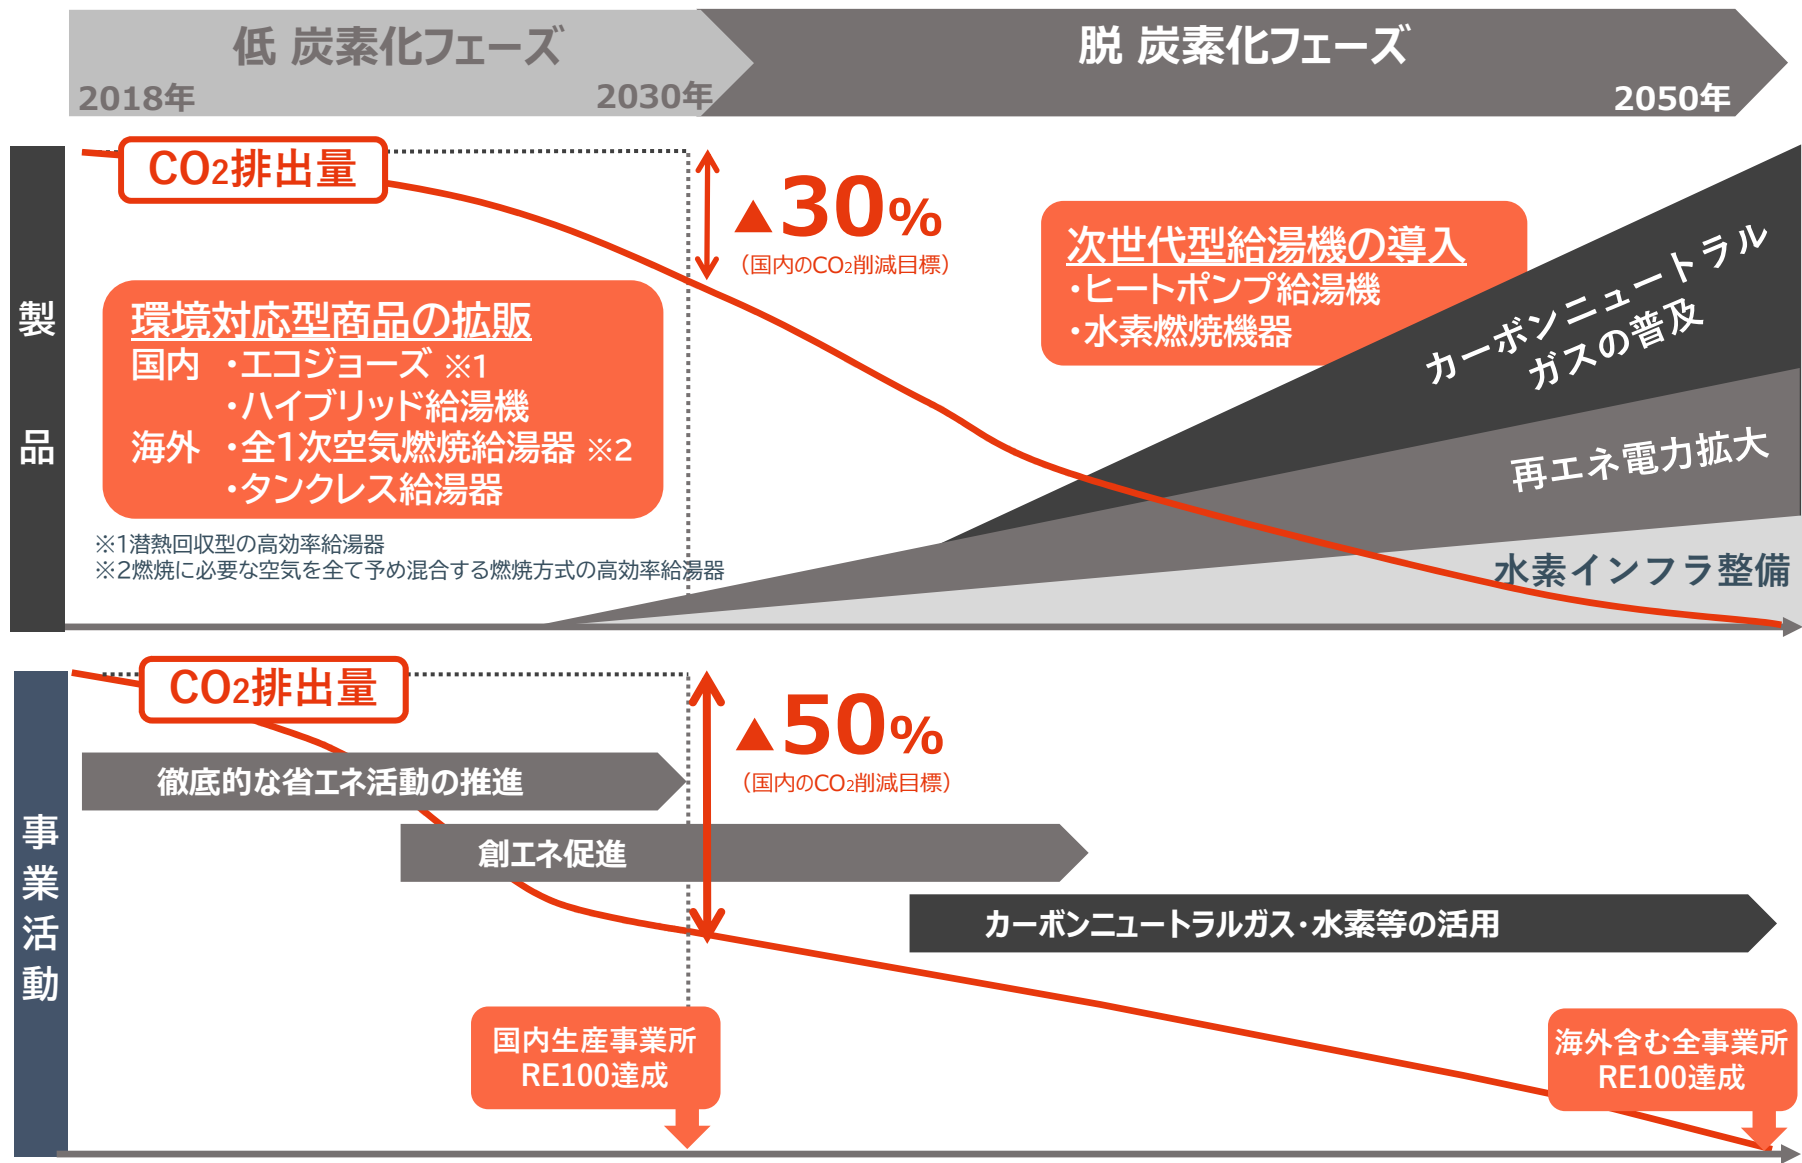 低 炭素化フェーズ
脱 炭素化フェーズ
2018年
2030年
2050年
製品
CO2排出量
▲30%
(国内のCO2削減目標)
環境対応型商品の拡販
国内 ・エコジョーズ ※1
・ハイブリッド給湯機
海外 ・全1次空気燃焼給湯器 ※2
・タンクレス給湯器
※1潜熱回収型の高効率給湯器
※2燃焼に必要な空気を全て予め混合する燃焼方式の高効率給湯器
次世代型給湯機の導入
・ヒートポンプ給湯機
・水素燃焼機器
カーボンニュートラル
ガスの普及
再エネ電力拡大
水素インフラ整備
事業活動
CO2排出量
▲50%
(国内のCO2削減目標)
徹底的な省エネ活動の推進
創エネ促進
カーボンニュートラルガス・水素等の活用
国内生産事業所
RE100達成
海外含む全事業所
RE100達成